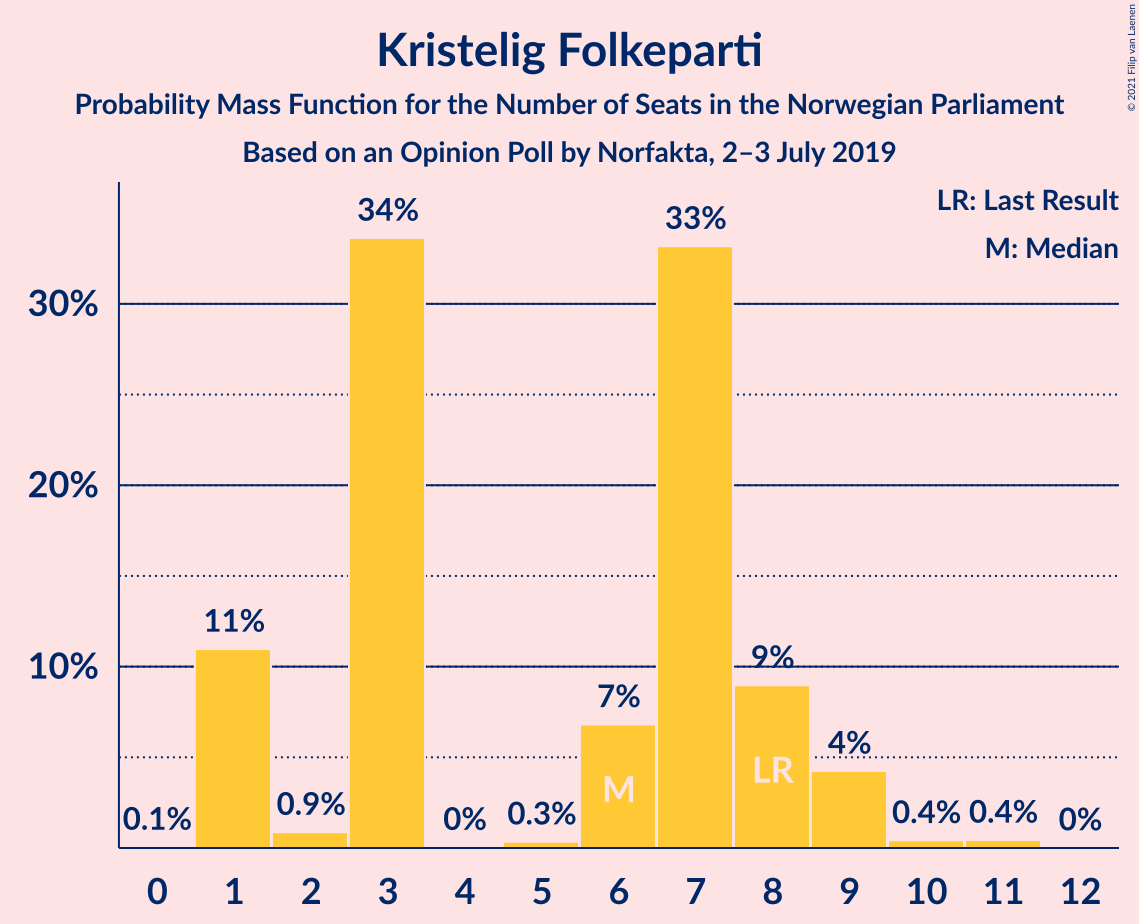 Kristelig Folkeparti
Probability Mass Function for the Number of Seats in the Norwegian Parliament
Based on an Opinion Poll by Norfakta, 2–3 July 2019
© 2021 Filip van Laenen
LR: Last Result
M: Median
34%
33%
30%
20%
11%
10%
9%
7%
4%
LR
M
0.1%
0.9%
0%
0.3%
0.4%
0.4%
0%
0 1 2 3 4 5 6 7 8 9 10 11 12